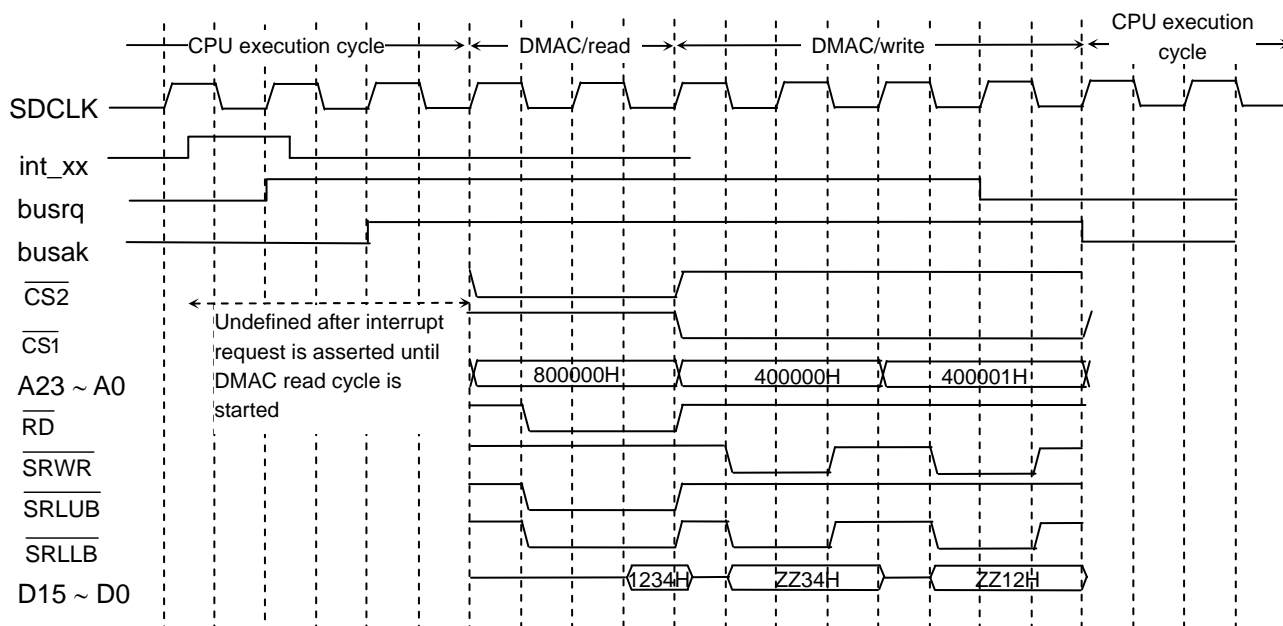 CPU execution cycle
DMAC/read
DMAC/write
CPU execution
cycle
SDCLK
int_xx
busrq
busak
CS2
Undefined after interrupt
request is asserted until
DMAC read cycle is
started
CS1
A23 ~ A0
800000H
400000H
400001H
RD
SRWR
SRLUB
SRLLB
D15 ~ D0
1234H
ZZ34H
ZZ12H